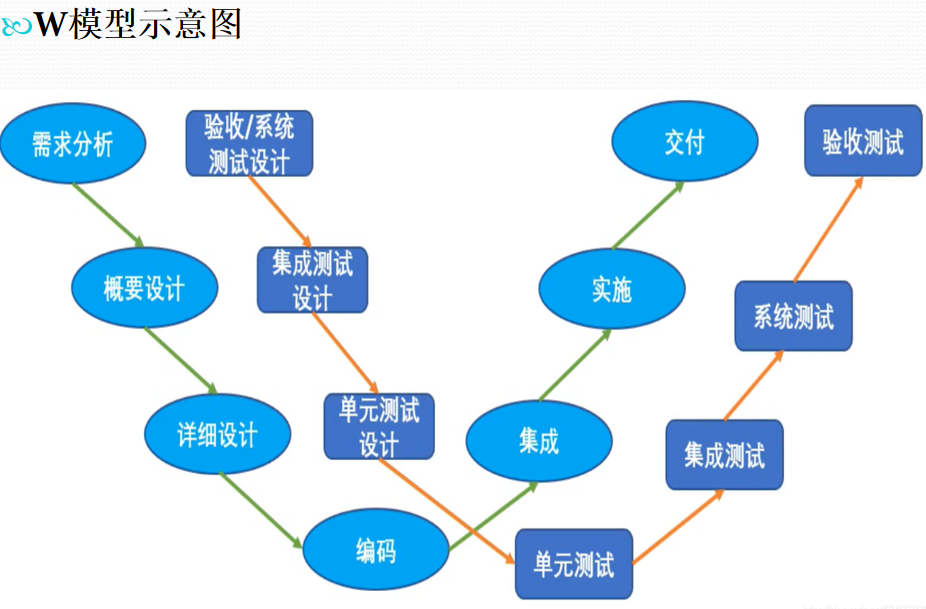 W模型示意图
需求分析
验收/系统
测试设计
交付
验收测试
概要设计
集成测试
设计
实施
系统测试
详细设计
单元测试
设计
集成
集成测试
编码
单元测试